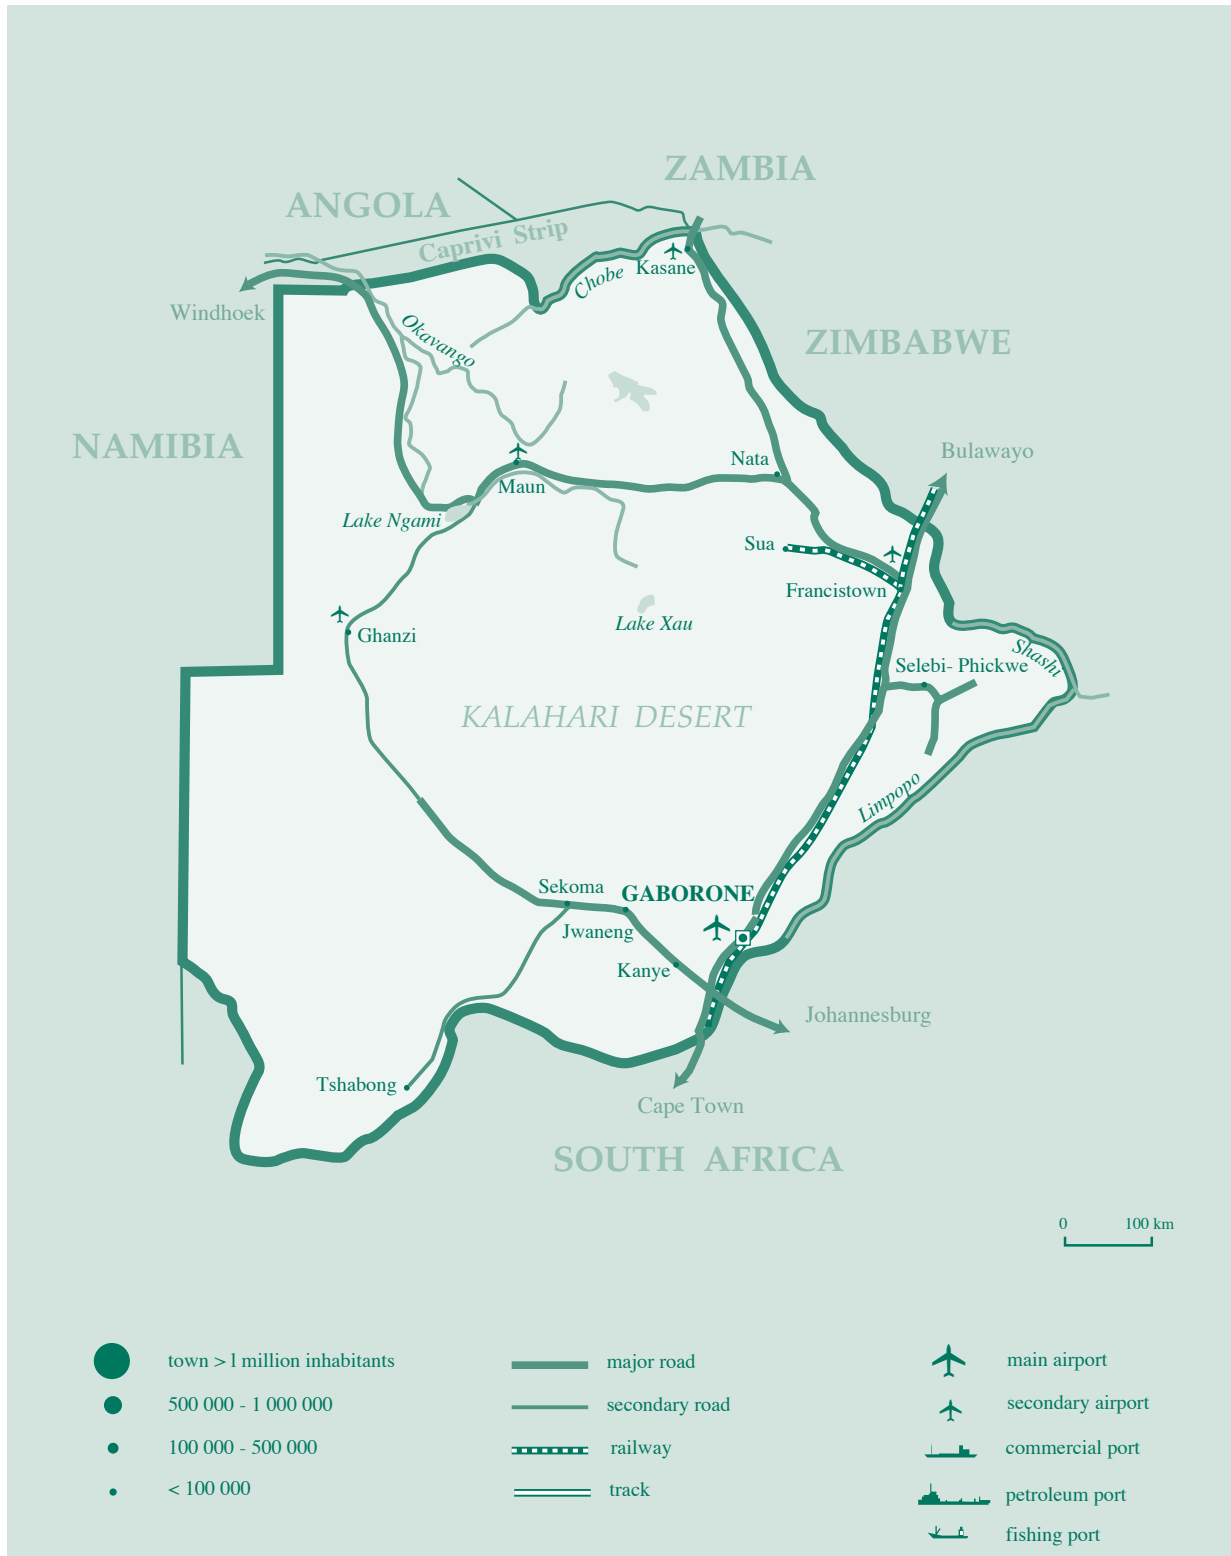 ZAMBIA
ANGOLA
Caprivi Strip
Chobe
Kasane
Windhoek
Okavango
ZIMBABWE
NAMIBIA
Bulawayo
Nata
Maun
Lake Ngami
Sua
Francistown
Lake Xau
Ghanzi
Shashi
Selebi- Phickwe
KALAHARI DESERT
Limpopo
Sekoma
GABORONE
Jwaneng
Kanye
Johannesburg
Tshabong
Cape Town
SOUTH AFRICA
0 100 km
town > l million inhabitants
500 000 - 1 000 000
100 000 - 500 000
< 100 000
major road
secondary road
railway
track
main airport
secondary airport
commercial port
petroleum port
fishing port